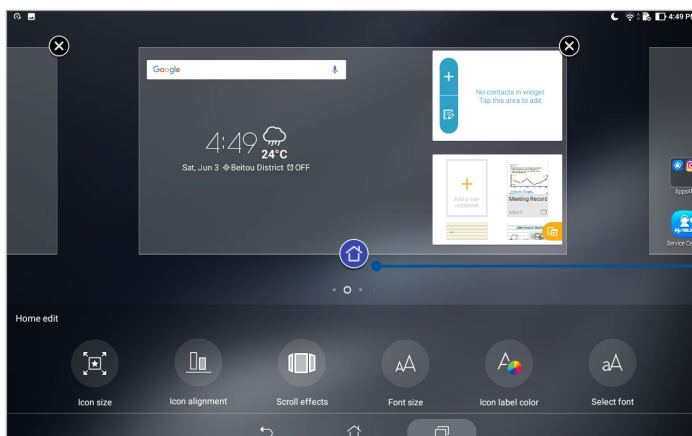 4:49 P
Google
No contacts in widget
Tap this area to add
4:49
24°C
Sat, Jun 3 Beitou District OFF
Add a new
notebook
Meeting Record
Apps4
Service Ce
Home edit
Icon size
Icon alignment
Scroll effects
Font size
Icon label color
Select font